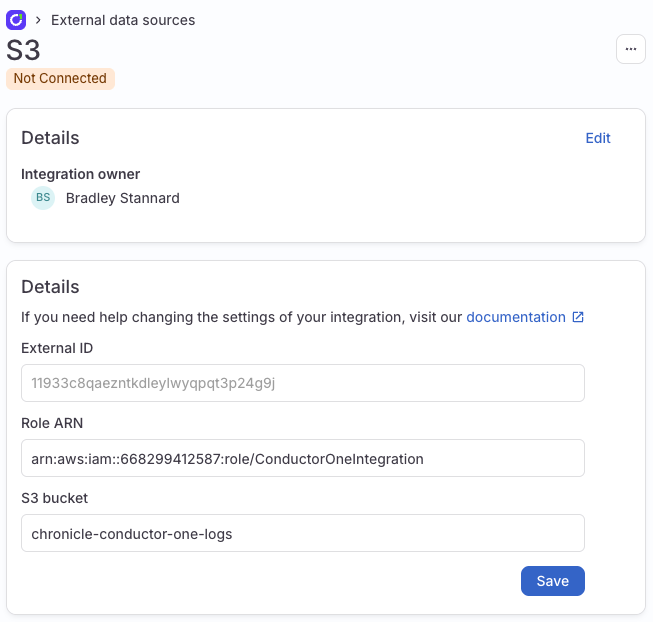 External data sources
S3
Not Connected
Details
Edit
Integration owner
BS
Bradley Stannard
Details
If you need help changing the settings of your integration, visit our documentation
External ID
11933c8qaezntkdleylwyqpqt3p24g9j
Role ARN
arn:aws:iam::668299412587:role/ConductorOneIntegration
S3 bucket
chronicle-conductor-one-logs
Save